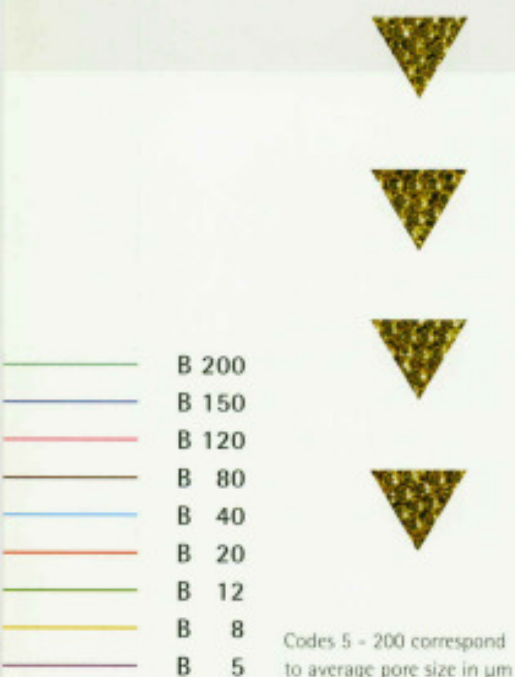 B 200
B 150
B 120
B 80
B 40
B 20
B 12
B 8
B 5
Codes 5 - 200 correspond
to average pore size in µm